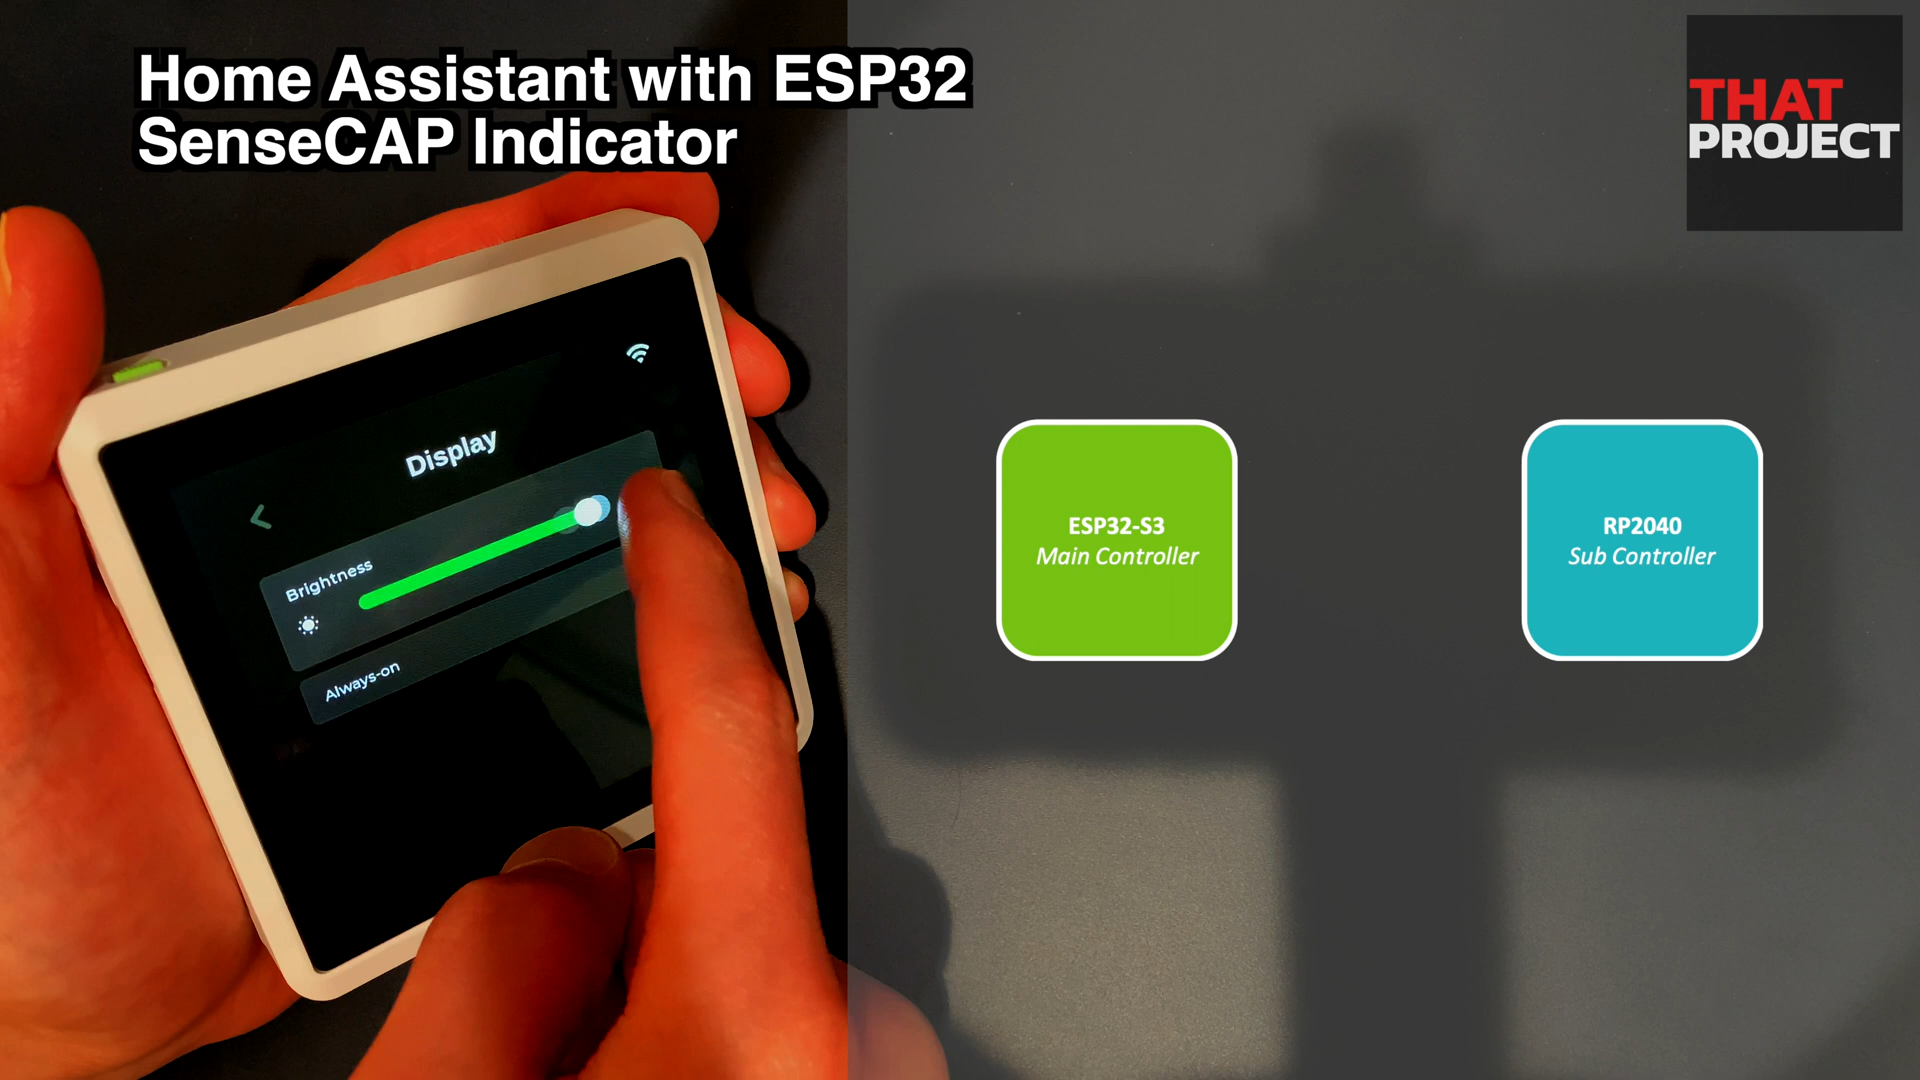 Home Assistant with ESP32
SenseCAP Indicator
THAT
PROJECT
Display
Brightness
Always-on
ESP32-S3
Main Controller
RP2040
Sub Controller